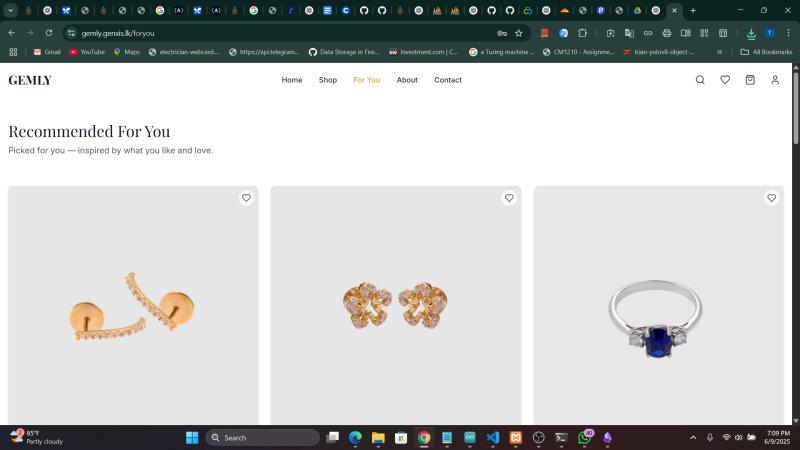 gemly.genxis.lk/foryou
Gmail
YouTube
Maps
electrician-webcard....
https://api.telegram...
Data Storage in Fire...
Investment.com | C...
a Turing machine ...
CM1210 - Assignme...
train-yolov8-object-...
»
All Bookmarks
GEMLY
Home
Shop
For You
About
Contact
Recommended For You
Picked for you — inspired by what you like and love.
85°F
Partly cloudy
Search
7:09 PM
6/9/2025